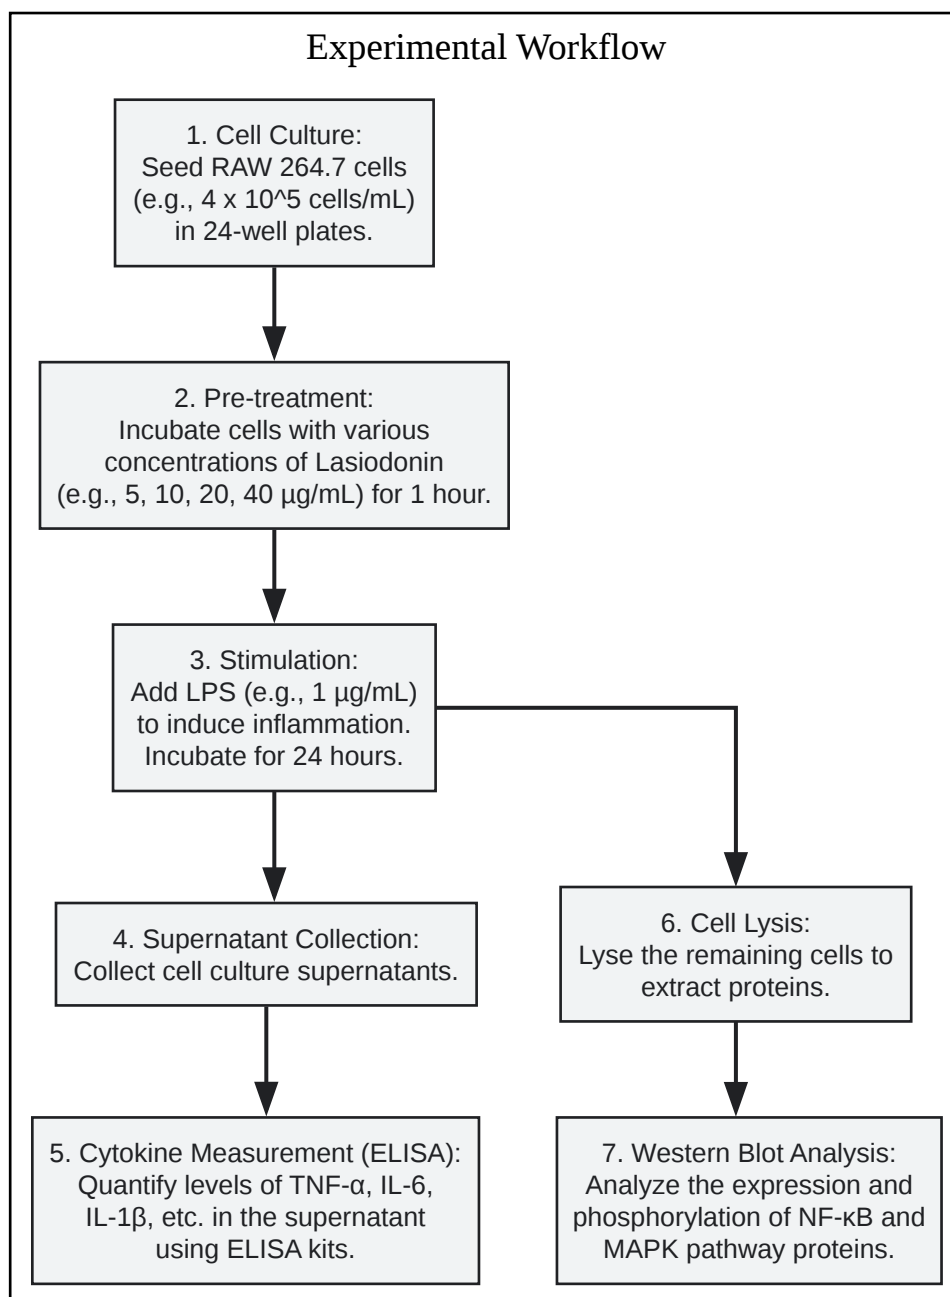 Experimental Workflow
1. Cell Culture:
Seed RAW 264.7 cells
(e.g., 4 x 10^5 cells/mL)
in 24-well plates.
2. Pre-treatment:
Incubate cells with various
concentrations of Lasiodonin
(e.g., 5, 10, 20, 40 µg/mL) for 1 hour.
3. Stimulation:
Add LPS (e.g., 1 µg/mL)
to induce inflammation.
Incubate for 24 hours.
4. Supernatant Collection:
Collect cell culture supernatants.
5. Cytokine Measurement (ELISA):
Quantify levels of TNF-α, IL-6,
IL-1β, etc. in the supernatant
using ELISA kits.
6. Cell Lysis:
Lyse the remaining cells to
extract proteins.
7. Western Blot Analysis:
Analyze the expression and
phosphorylation of NF-κB and
MAPK pathway proteins.